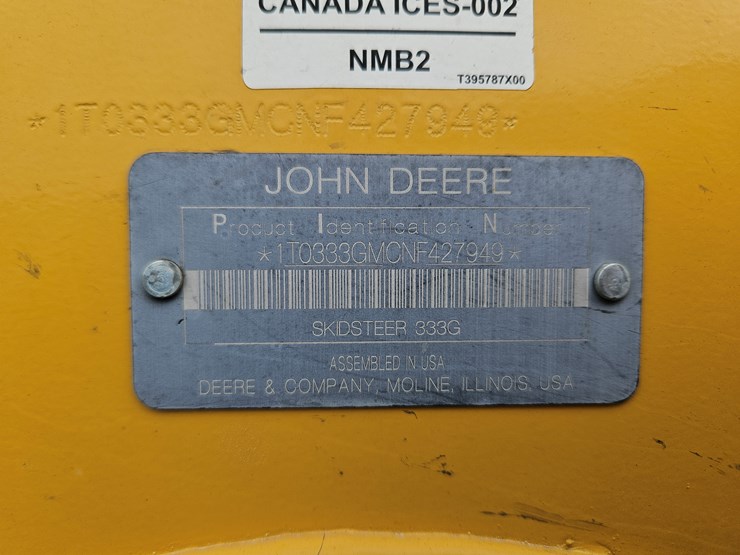 CANADA ICES-002
NMB2
T395787X00
*1T0333GMCNF427949*
JOHN DEERE
Product Identification Number
*1T0333GMCNF427949*
SKIDSTEER 333G
ASSEMBLED IN USA
DEERE & COMPANY, MOLINE, ILLINOIS, USA